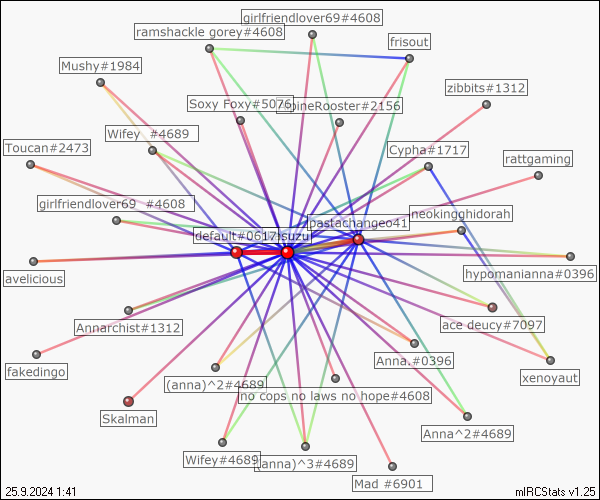 girlfriendlover69#4608
ramshackle gorey#4608
frisout
Mushy#1984
zibbits#1312
Soxy Foxy#5076
pineRooster#2156
Wifey_#4689
Toucan#2473
Cypha#1717
rattgaming
girlfriendlover69_#4608
pastachangeo41
neokingghidorah
default#0617
suzui
avelicious
hypomanianna#0396
Annarchist#1312
ace deucy#7097
fakedingo
Anna.#0396
xenoyaut
(anna)^2#4689
no cops no laws no hope#4608
Skalman
Anna^2#4689
Wifey#4689
(anna)^3#4689
Mad #6901
25.9.2024 1:41
mIRCStats v1.25